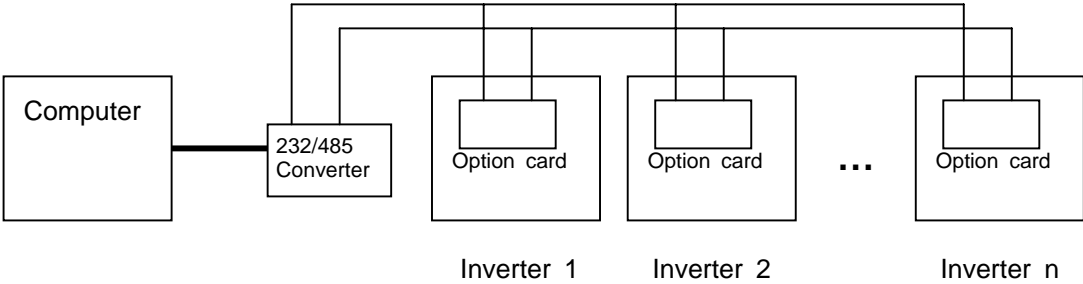 Computer
232/485
Converter
Option card
Option card
...
Option card
Inverter 1
Inverter 2
Inverter n